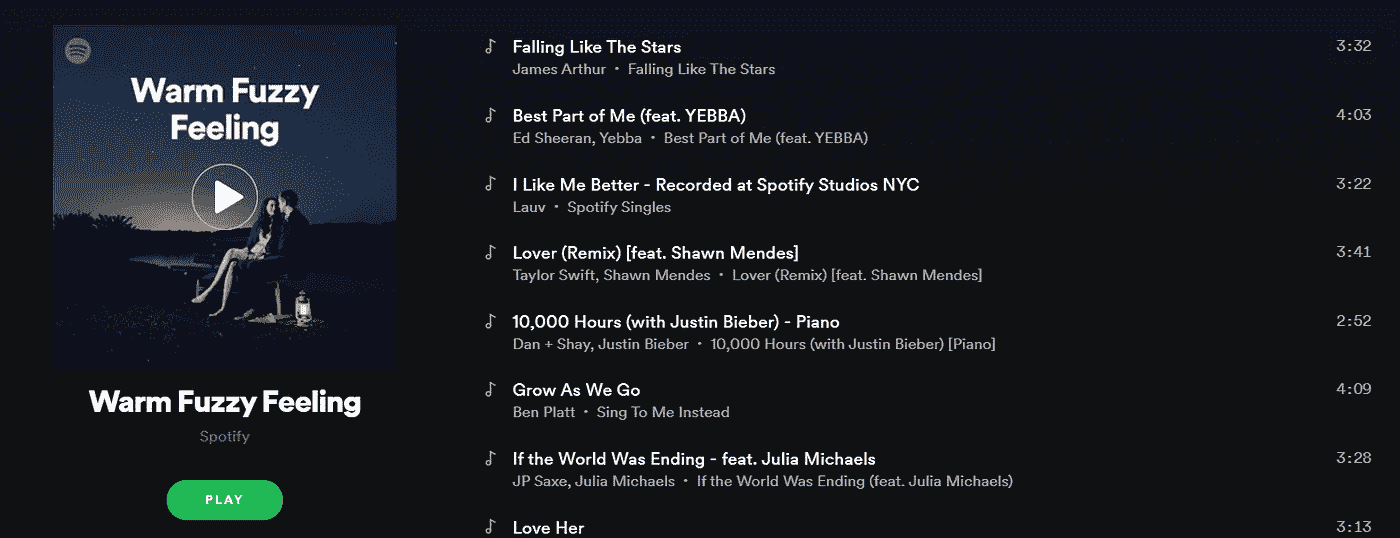 Warm Fuzzy
Feeling
Warm Fuzzy Feeling
Spotify
PLAY
Falling Like The Stars
3:32
James Arthur • Falling Like The Stars
Best Part of Me (feat. YEBBA)
4:03
Ed Sheeran, Yebba • Best Part of Me (feat. YEBBA)
I Like Me Better - Recorded at Spotify Studios NYC
3:22
Lauv • Spotify Singles
Lover (Remix) [feat. Shawn Mendes]
3:41
Taylor Swift, Shawn Mendes • Lover (Remix) [feat. Shawn Mendes]
10,000 Hours (with Justin Bieber) - Piano
2:52
Dan + Shay, Justin Bieber • 10,000 Hours (with Justin Bieber) [Piano]
Grow As We Go
4:09
Ben Platt • Sing To Me Instead
If the World Was Ending - feat. Julia Michaels
3:28
JP Saxe, Julia Michaels • If the World Was Ending (feat. Julia Michaels)
Love Her
3:13